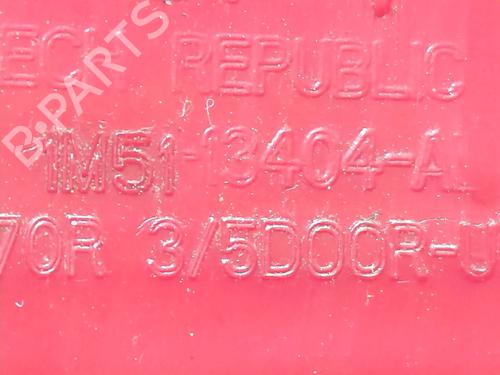 B-PARTS
REPUBLIC
1M51-13404-A
70R 3/5DOOR-U